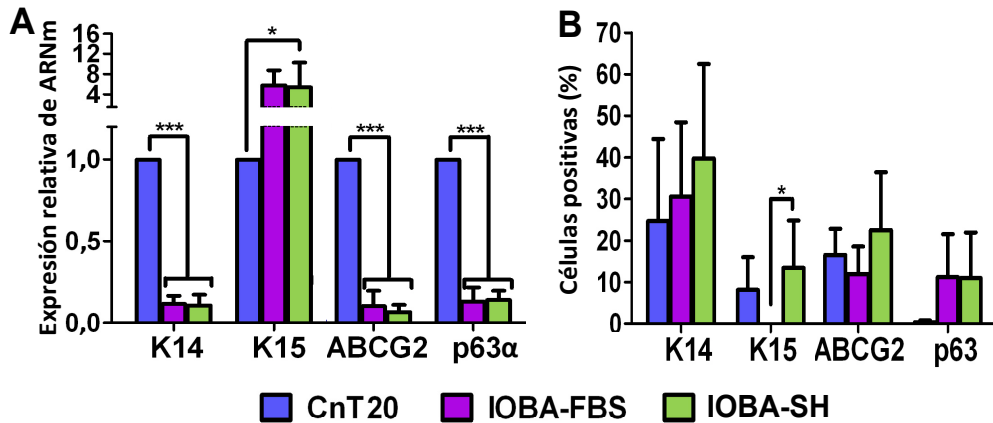 A
Expresión relativa de ARNm
16
12
8
4
1,0
0,5
0,0
***
*
***
***
K14 K15 ABCG2 p63α
B
Células positivas (%)
70
60
50
40
30
20
10
0
*
K14 K15 ABCG2 p63
CnT20 IOBA-FBS IOBA-SH